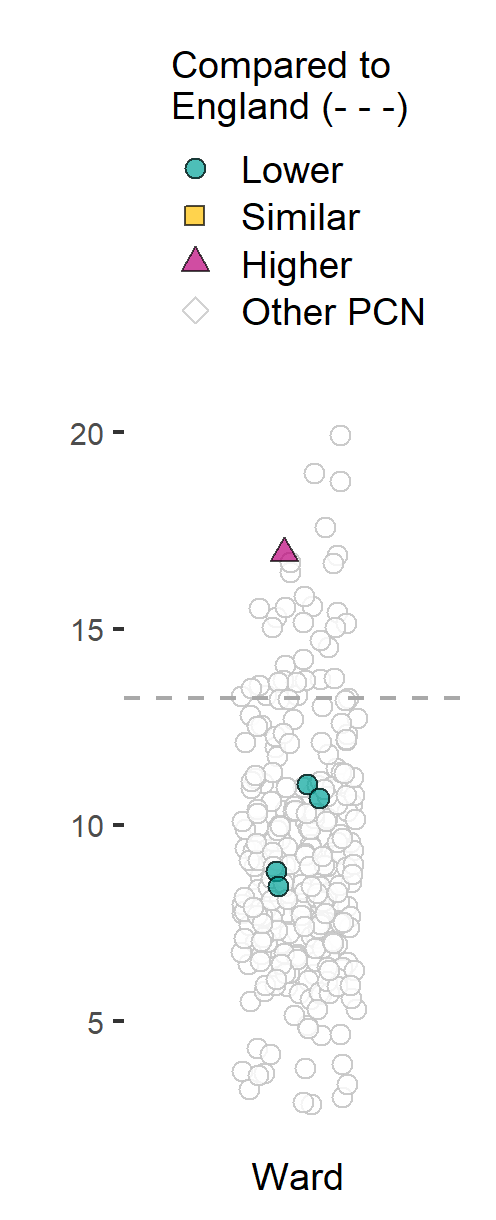 Compared to
England (- - -)
Lower
Similar
Higher
Other PCN
20
15
10
5
Ward